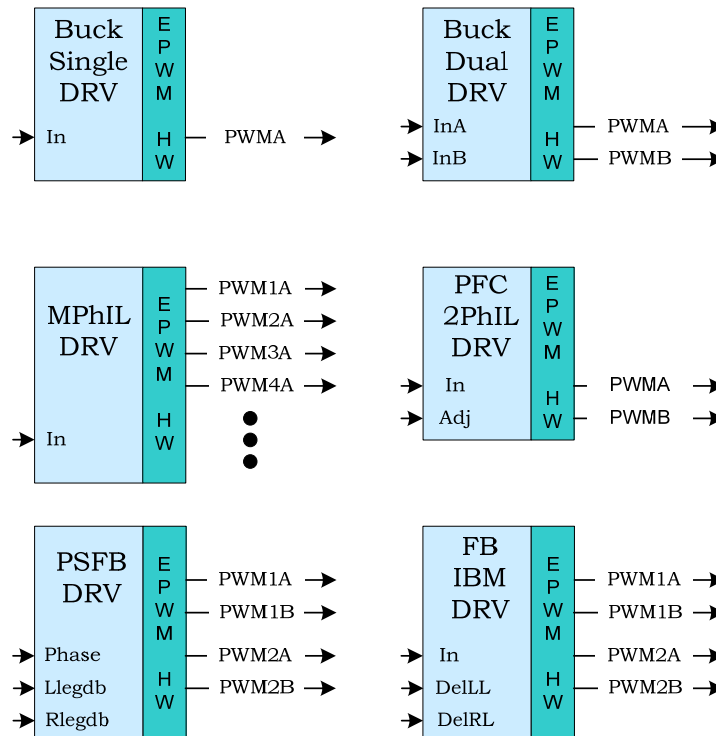 Buck
Single
DRV
In
EPWM HW
PWMA
Buck
Dual
DRV
InA
InB
EPWM HW
PWMA
PWMB
MPhIL
DRV
In
EPWM HW
PWM1A
PWM2A
PWM3A
PWM4A
PFC
2PhIL
DRV
In
Adj
EPWM HW
PWMA
PWMB
PSFB
DRV
Phase
Llegdb
Rlegdb
EPWM HW
PWM1A
PWM1B
PWM2A
PWM2B
FB
IBM
DRV
In
DelLL
DelRL
EPWM HW
PWM1A
PWM1B
PWM2A
PWM2B